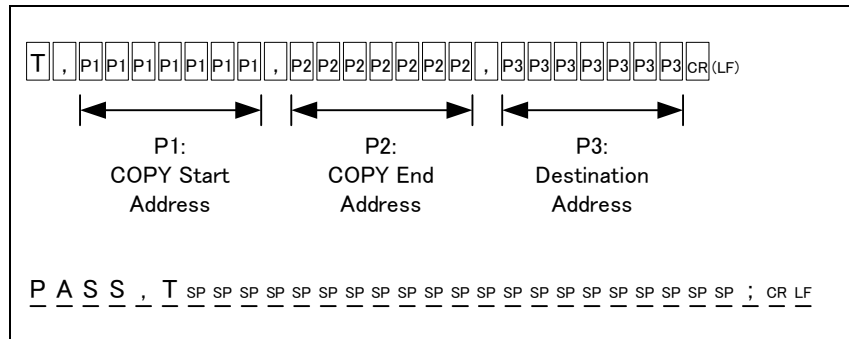 T , P1 P1 P1 P1 P1 P1 P1 , P2 P2 P2 P2 P2 P2 P2 , P3 P3 P3 P3 P3 P3 P3 CR (LF)
P1: P2: P3:
COPY Start COPY End Destination
Address Address Address
P A S S , T SP SP SP SP SP SP SP SP SP SP SP SP SP SP SP SP SP SP SP SP SP ; CR LF